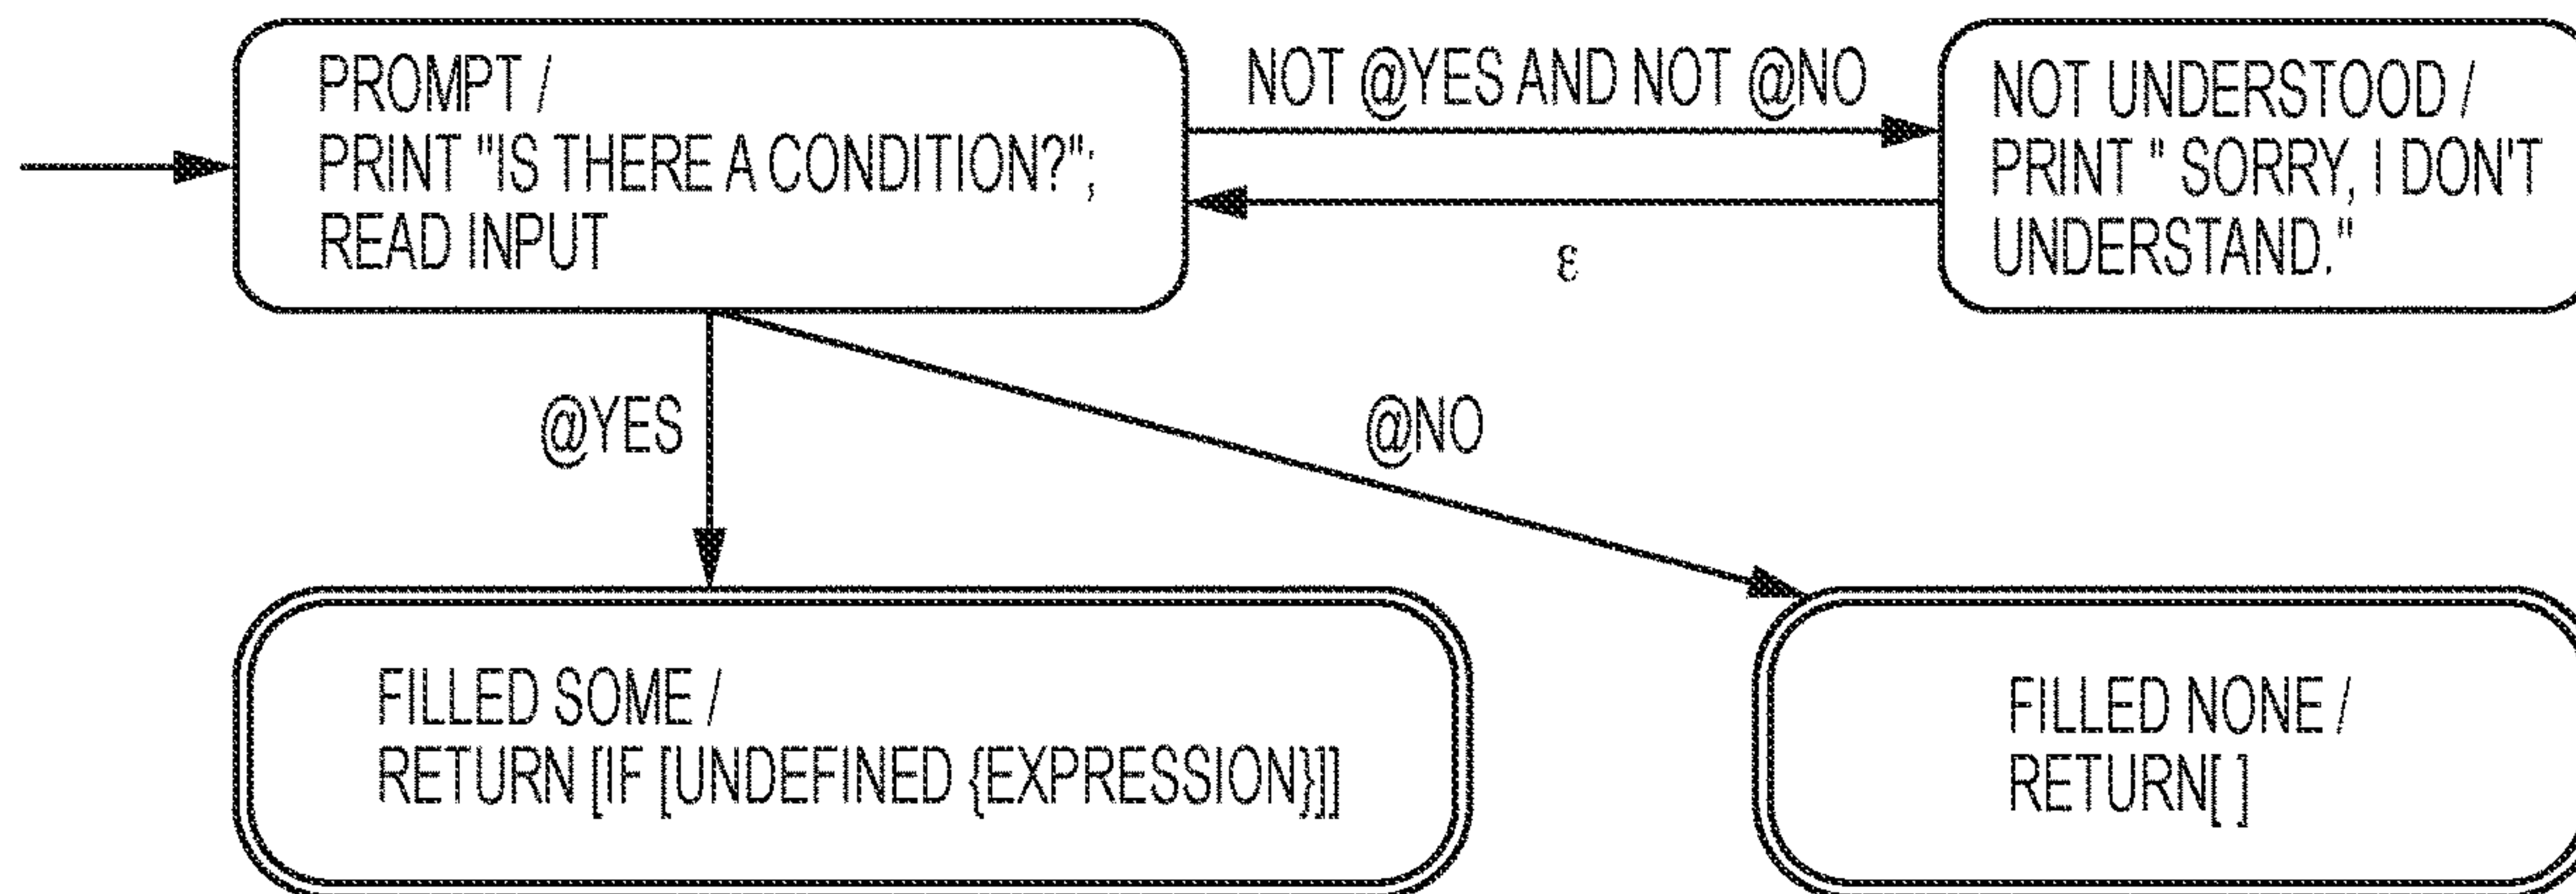 PROMPT /
PRINT "IS THERE A CONDITION?";
READ INPUT
NOT @YES AND NOT @NO
ε
NOT UNDERSTOOD /
PRINT " SORRY, I DON'T
UNDERSTAND."
@YES
@NO
FILLED SOME /
RETURN [IF [UNDEFINED {EXPRESSION}]]
FILLED NONE /
RETURN[ ]